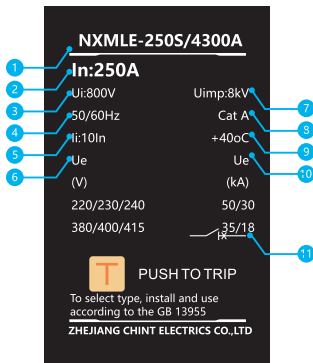 NXMLE-250S/4300A
1
In:250A
2
Ui:800V Uimp:8kV
3 7
50/60Hz Cat A
4 8
Ii:10In +40oC
5 9
Ue Ue
6 10
(V) (kA)
220/230/240 50/30
380/400/415 35/18
11
T PUSH TO TRIP
To select type, install and use
according to the GB 13955
ZHEJIANG CHINT ELECTRICS CO.,LTD